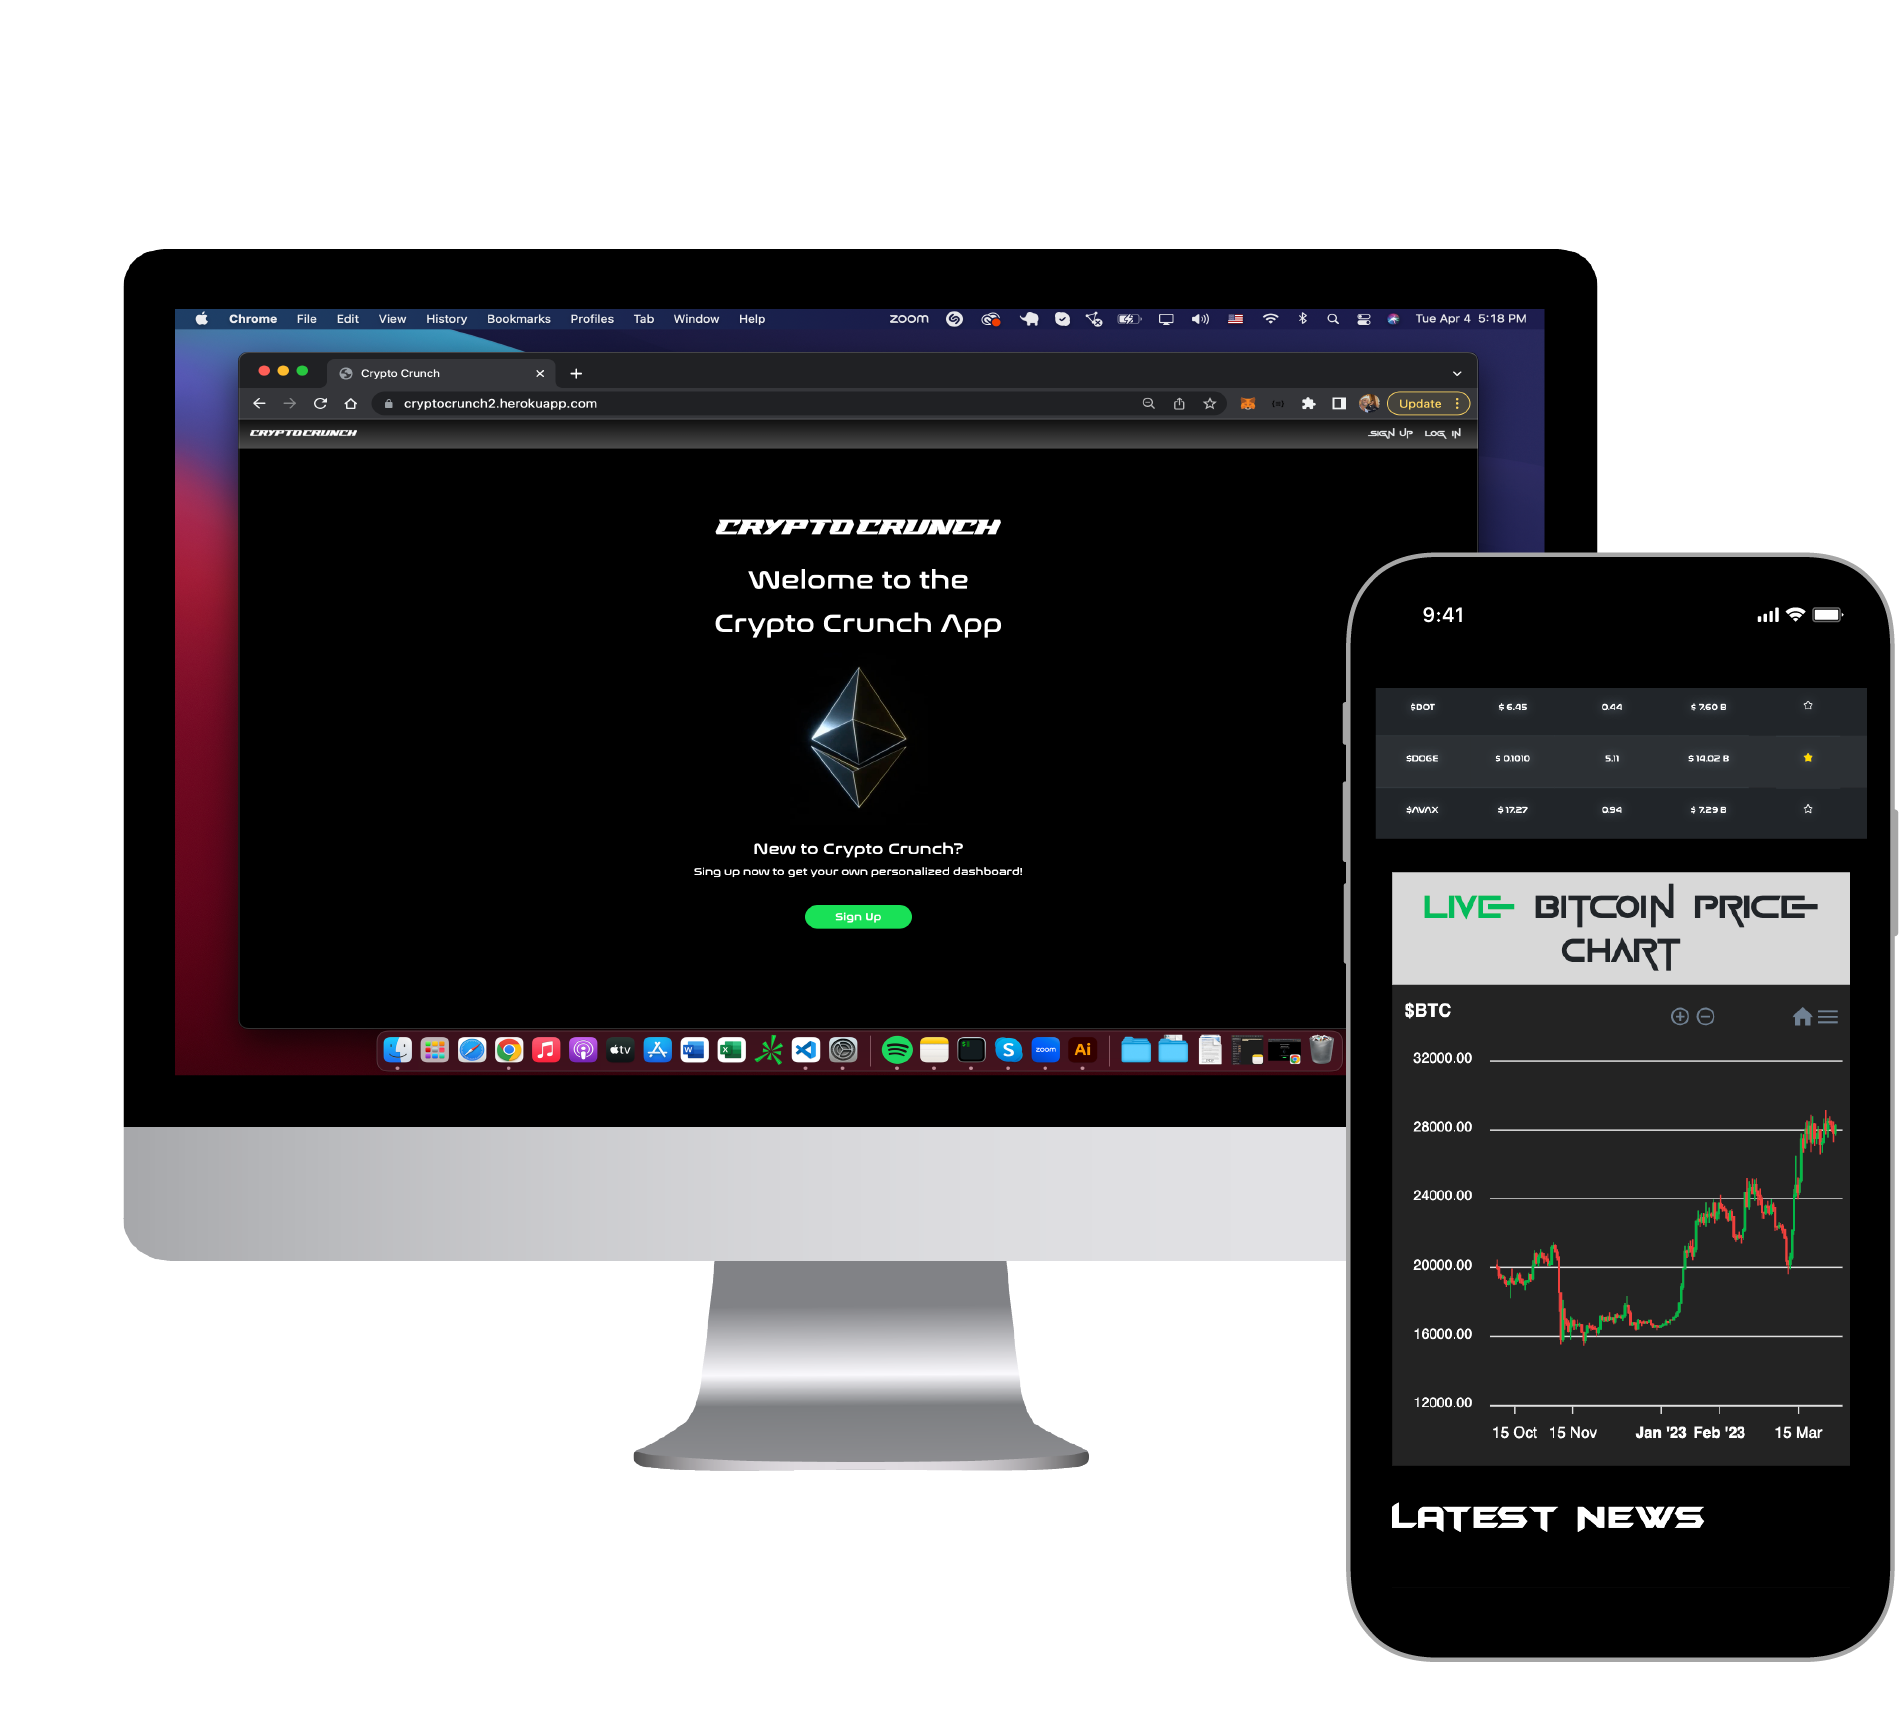 Chrome File Edit View History Bookmarks Profiles Tab Window Help zoom Tue Apr 4 5:18 PM
Crypto Crunch
cryptocrunch2.herokuapp.com Update
CRYPTOCRUNCH SIGN UP LOG IN
CRYPTOCRUNCH
Welome to the
Crypto Crunch App
New to Crypto Crunch?
Sing up now to get your own personalized dashboard!
Sign Up
tv W X $ S zoom Ai
9:41
$DOT $ 6.45 0.44 $ 7.60 B
$DOGE $ 0.1010 5.11 $ 14.02 B
$AVAX $ 17.27 0.94 $ 7.29 B
LIVE BITCOIN PRICE
CHART
$BTC
32000.00
28000.00
24000.00
20000.00
16000.00
12000.00
15 Oct 15 Nov Jan '23 Feb '23 15 Mar
LATEST NEWS